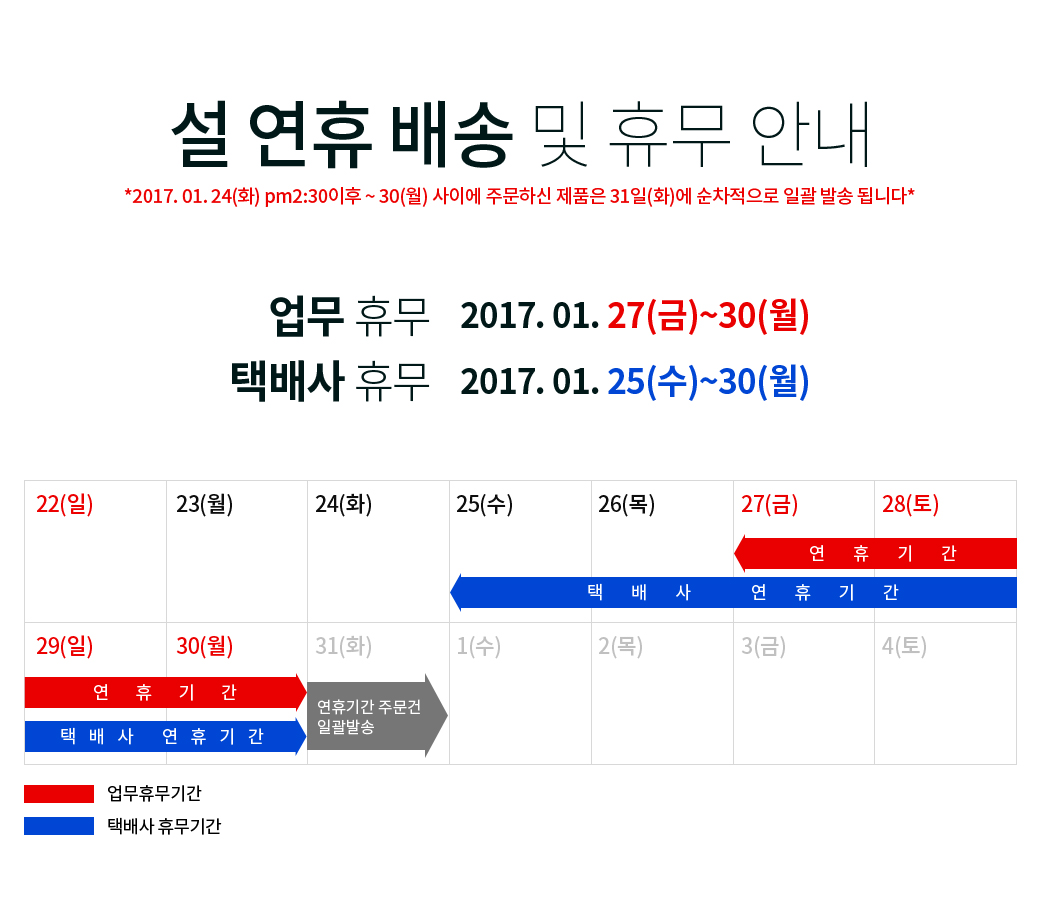 설 연휴 배송 및 휴무 안내
*2017. 01. 24(화) pm2:30이후 ~ 30(월) 사이에 주문하신 제품은 31일(화)에 순차적으로 일괄 발송 됩니다*
업무 휴무 2017. 01. 27(금)~30(월)
택배사 휴무 2017. 01. 25(수)~30(월)
22(일) 23(월) 24(화) 25(수) 26(목) 27(금) 28(토)
연 휴 기 간
택 배 사 연 휴 기 간
29(일) 30(월) 31(화) 1(수) 2(목) 3(금) 4(토)
연 휴 기 간
연휴기간 주문건
일괄발송
택 배 사 연 휴 기 간
업무휴무기간
택배사 휴무기간